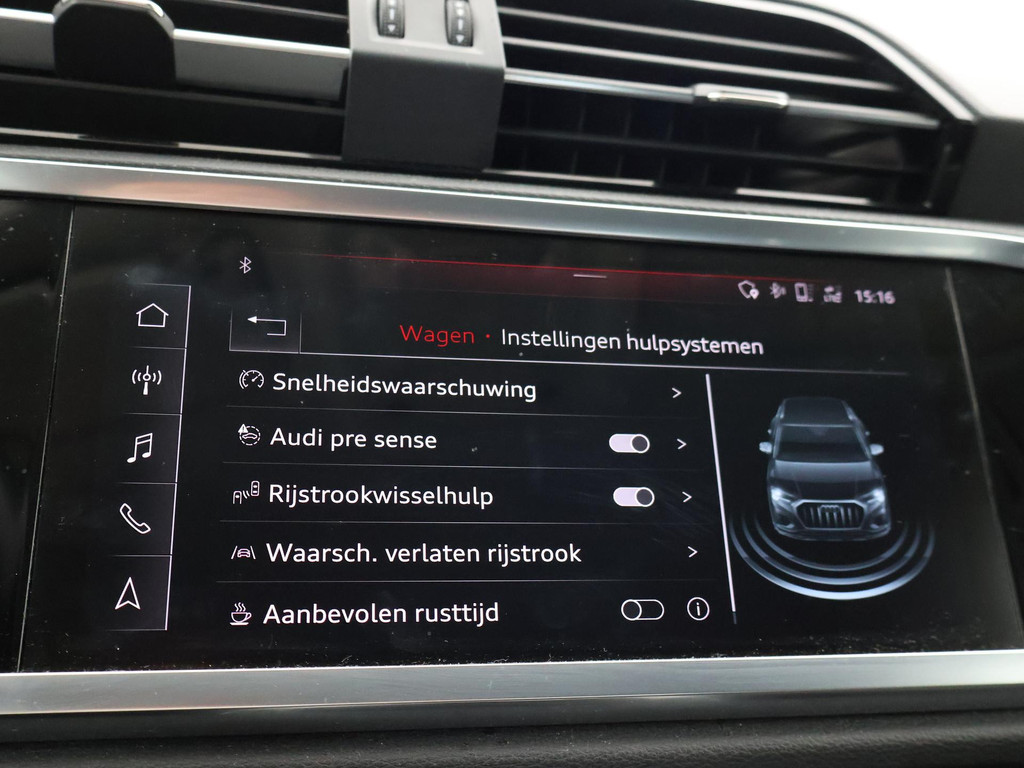 15:16
Wagen · Instellingen hulpsystemen
Snelheidswaarschuwing
Audi pre sense
Rijstrookwisselhulp
Waarsch. verlaten rijstrook
Aanbevolen rusttijd